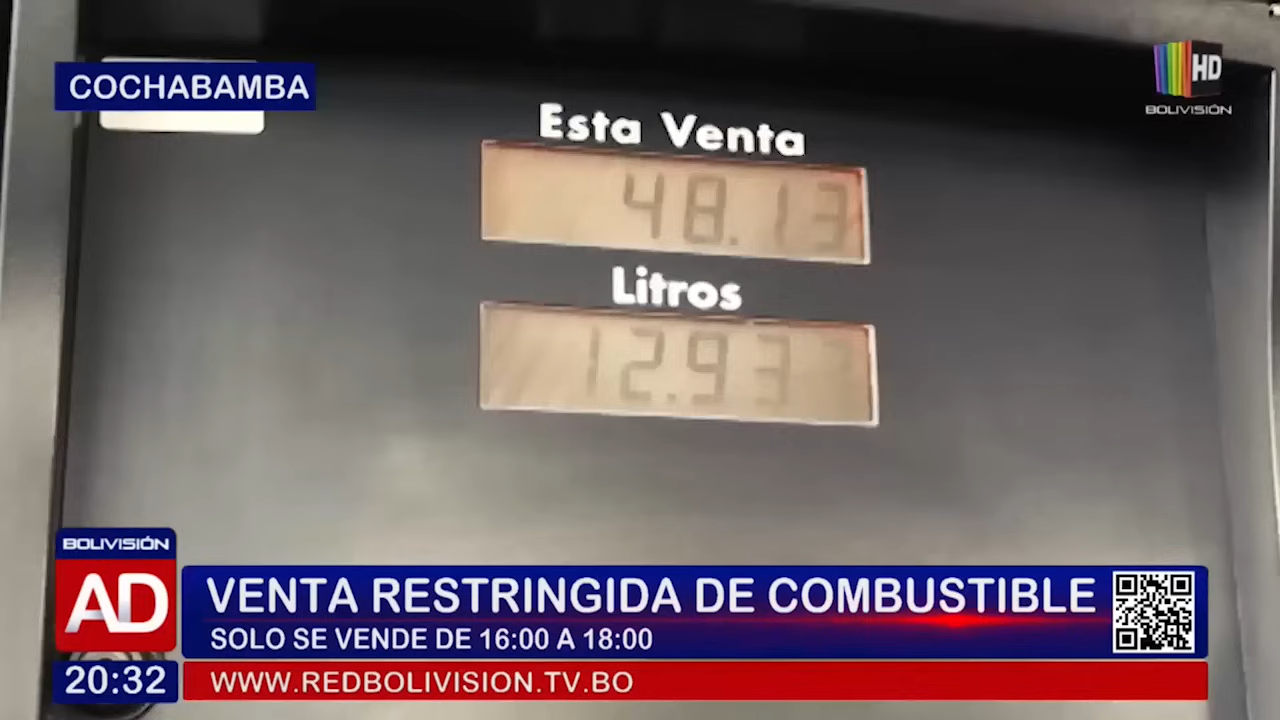 COCHABAMBA
HD
BOLIVISIÓN
Esta Venta
48.13
Litros
12.93
BOLIVISIÓN
AD
VENTA RESTRINGIDA DE COMBUSTIBLE
SOLO SE VENDE DE 16:00 A 18:00
20:32
WWW.REDBOLIVISION.TV.BO